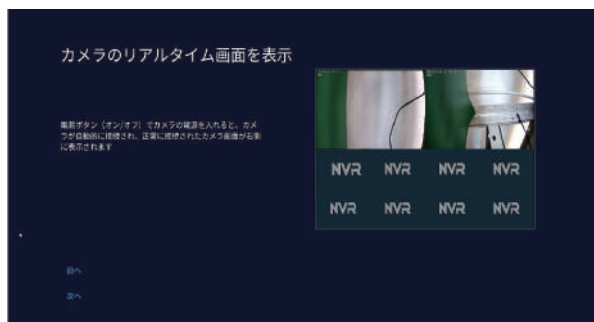 カメラのリアルタイム画面を表示
電源ボタン（オン/オフ）でカメラの電源を入れると、カメ
ラが自動的に接続され、正常に接続されたカメラ画面が右側
に表示されます
NVR NVR NVR NVR
NVR NVR NVR NVR
前へ
次へ